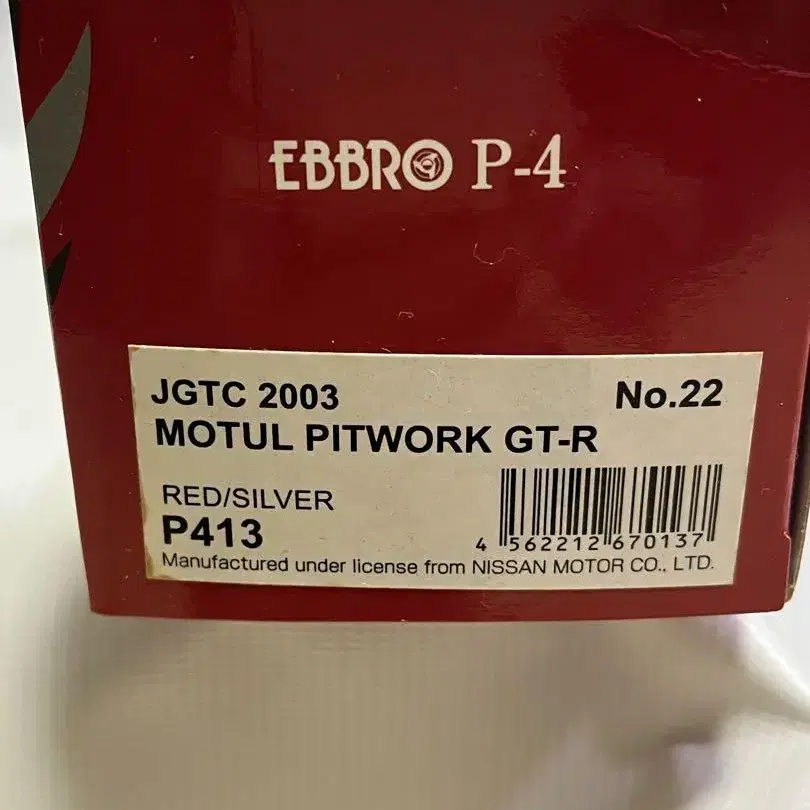 EBBRO P-4
JGTC 2003 No.22
MOTUL PITWORK GT-R
RED/SILVER
P413
4 562212 670137
Manufactured under license from NISSAN MOTOR CO., LTD.